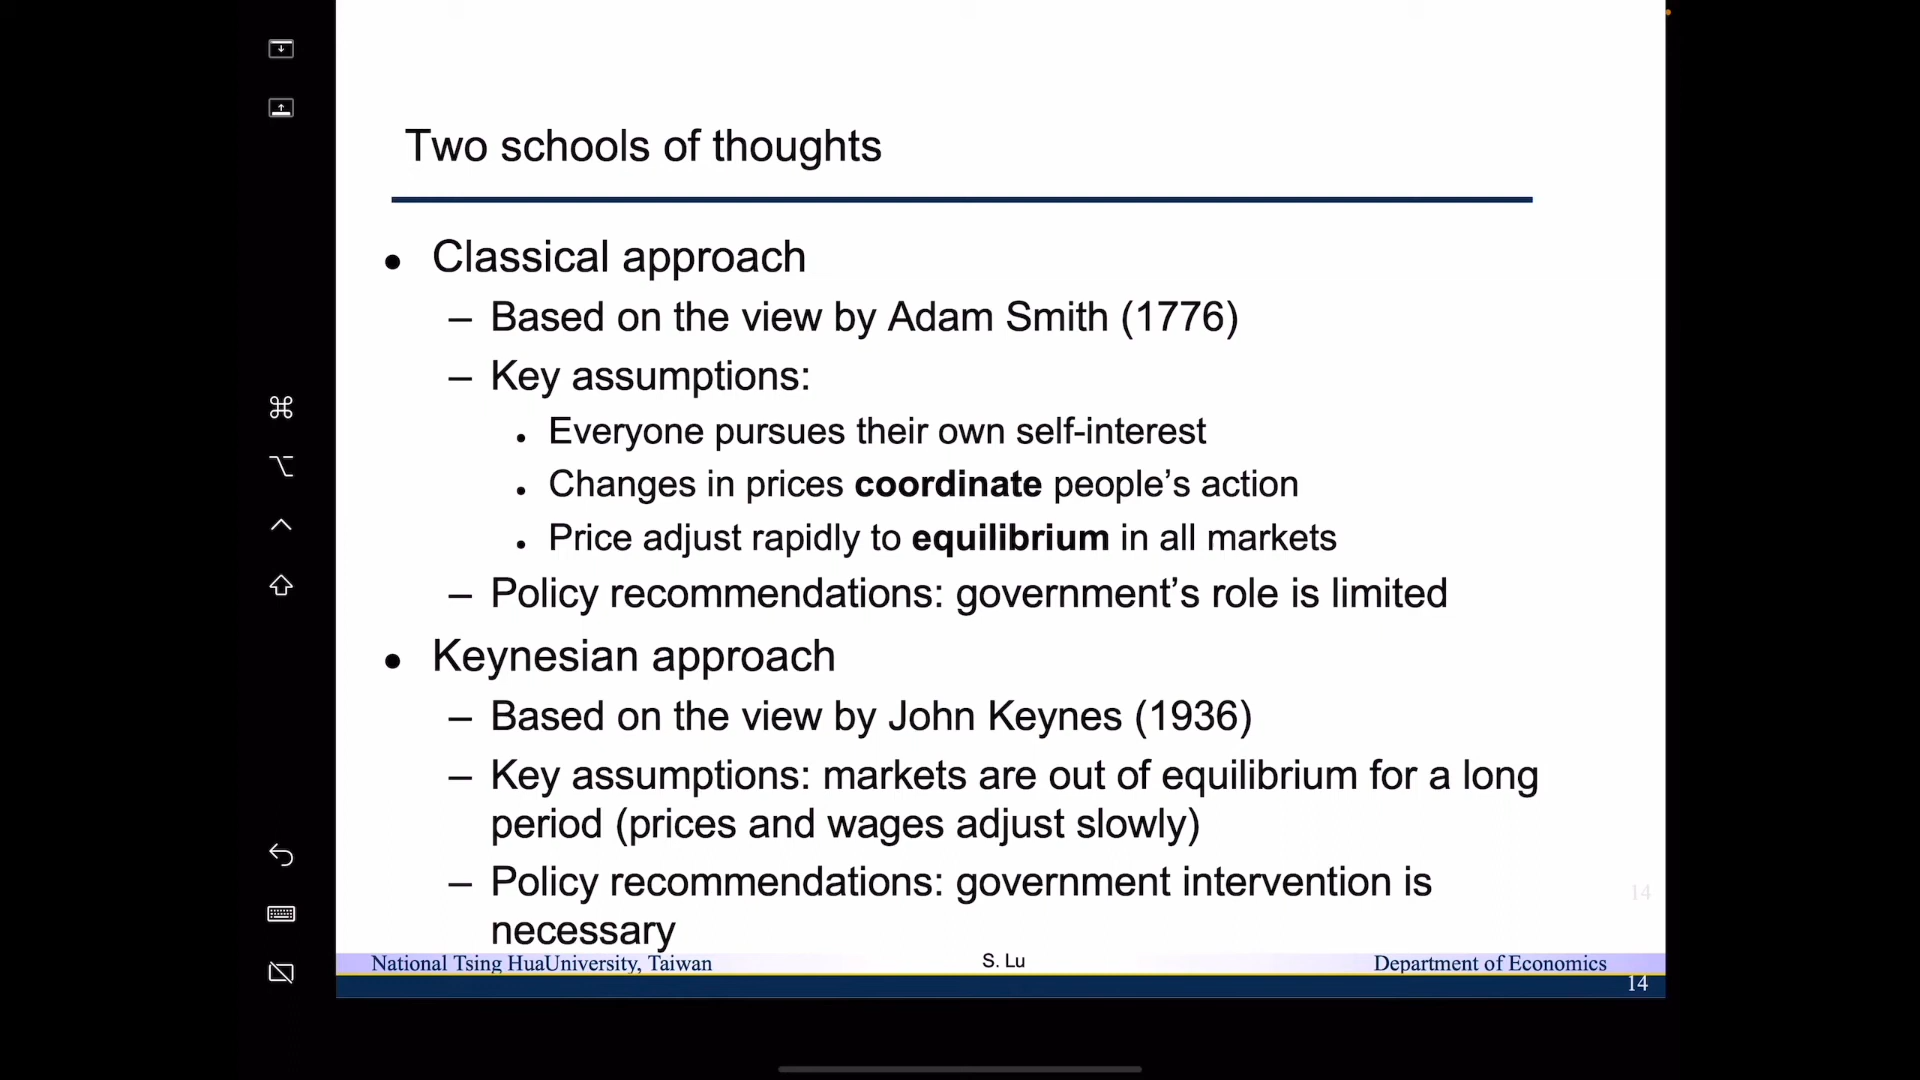 Two schools of thoughts
• Classical approach
– Based on the view by Adam Smith (1776)
– Key assumptions:
• Everyone pursues their own self-interest
• Changes in prices coordinate people’s action
• Price adjust rapidly to equilibrium in all markets
– Policy recommendations: government’s role is limited
• Keynesian approach
– Based on the view by John Keynes (1936)
– Key assumptions: markets are out of equilibrium for a long
period (prices and wages adjust slowly)
– Policy recommendations: government intervention is
necessary
14
National Tsing HuaUniversity, Taiwan
S. Lu
Department of Economics
14